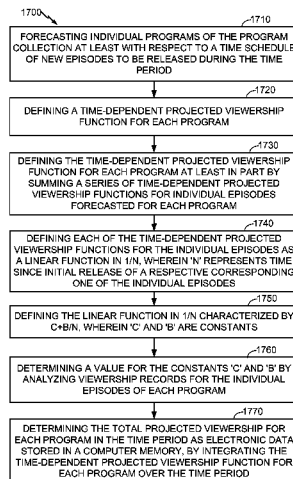 1700
1710
FORECASTING INDIVIDUAL PROGRAMS OF THE PROGRAM
COLLECTION AT LEAST WITH RESPECT TO A TIME SCHEDULE
OF NEW EPISODES TO BE RELEASED DURING THE TIME
PERIOD
1720
DEFINING A TIME-DEPENDENT PROJECTED VIEWERSHIP
FUNCTION FOR EACH PROGRAM
1730
DEFINING THE TIME-DEPENDENT PROJECTED VIEWERSHIP
FUNCTION FOR EACH PROGRAM AT LEAST IN PART BY
SUMMING A SERIES OF TIME-DEPENDENT PROJECTED
VIEWERSHIP FUNCTIONS FOR INDIVIDUAL EPISODES
FORECASTED FOR EACH PROGRAM
1740
DEFINING EACH OF THE TIME-DEPENDENT PROJECTED
VIEWERSHIP FUNCTIONS FOR THE INDIVIDUAL EPISODES AS
A LINEAR FUNCTION IN 1/N, WHEREIN 'N' REPRESENTS TIME
SINCE INITIAL RELEASE OF A RESPECTIVE CORRESPONDING
ONE OF THE INDIVIDUAL EPISODES
1750
DEFINING THE LINEAR FUNCTION IN 1/N CHARACTERIZED BY
C+B/N, WHEREIN 'C' AND 'B' ARE CONSTANTS
1760
DETERMINING A VALUE FOR THE CONSTANTS 'C' AND 'B' BY
ANALYZING VIEWERSHIP RECORDS FOR THE INDIVIDUAL
EPISODES OF EACH PROGRAM
1770
DETERMINING THE TOTAL PROJECTED VIEWERSHIP FOR
EACH PROGRAM IN THE TIME PERIOD AS ELECTRONIC DATA
STORED IN A COMPUTER MEMORY, BY INTEGRATING THE
TIME-DEPENDENT PROJECTED VIEWERSHIP FUNCTION FOR
EACH PROGRAM OVER THE TIME PERIOD